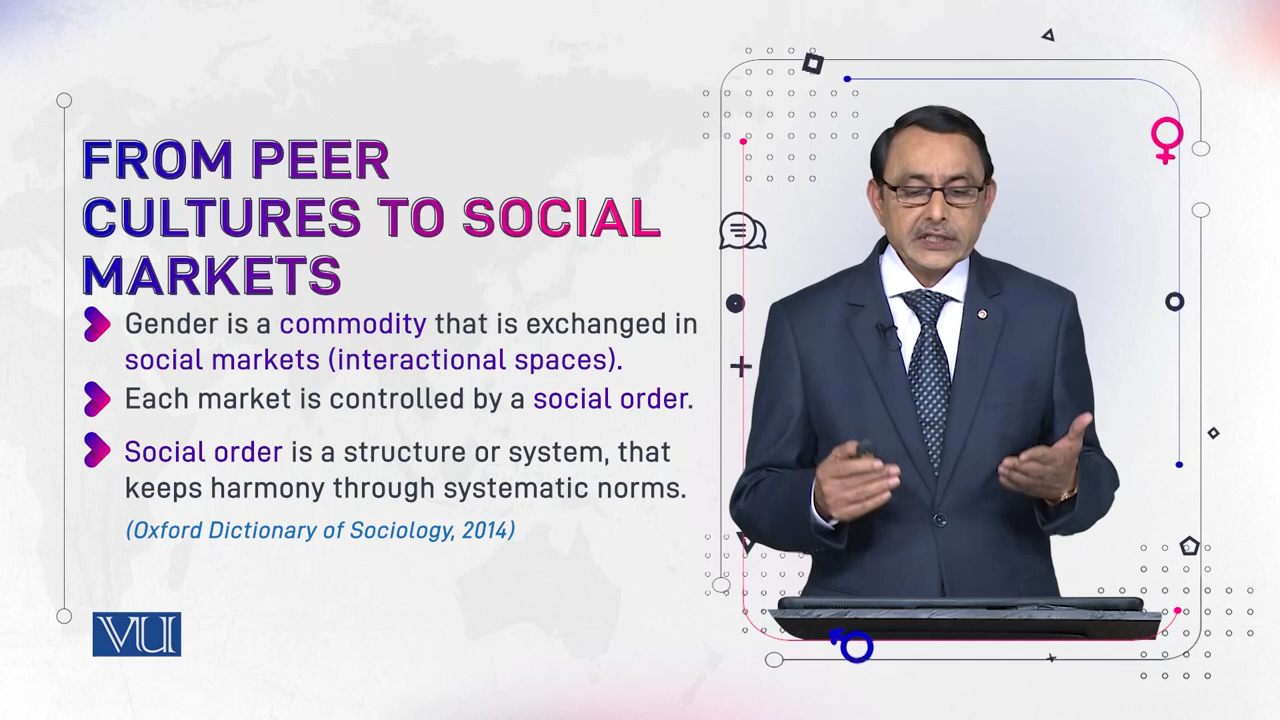 FROM PEER
CULTURES TO SOCIAL
MARKETS
Gender is a commodity that is exchanged in
social markets (interactional spaces).
Each market is controlled by a social order.
Social order is a structure or system, that
keeps harmony through systematic norms.
(Oxford Dictionary of Sociology, 2014)
VU